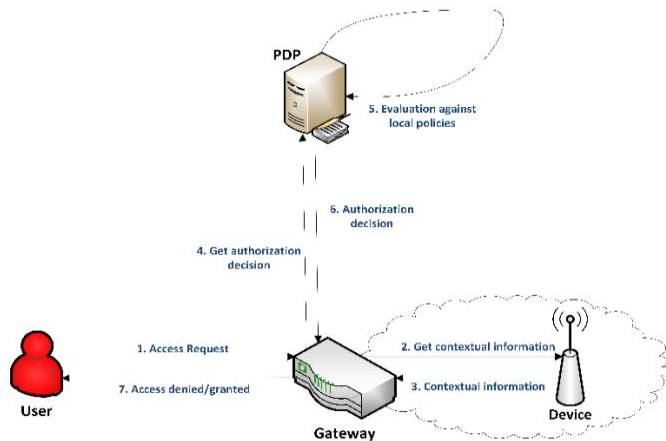 PDP
5. Evaluation against
local policies
6. Authorization
decision
4. Get authorization
decision
1. Access Request
2. Get contextual information
7. Access denied/granted
3. Contextual information
User
Gateway
Device